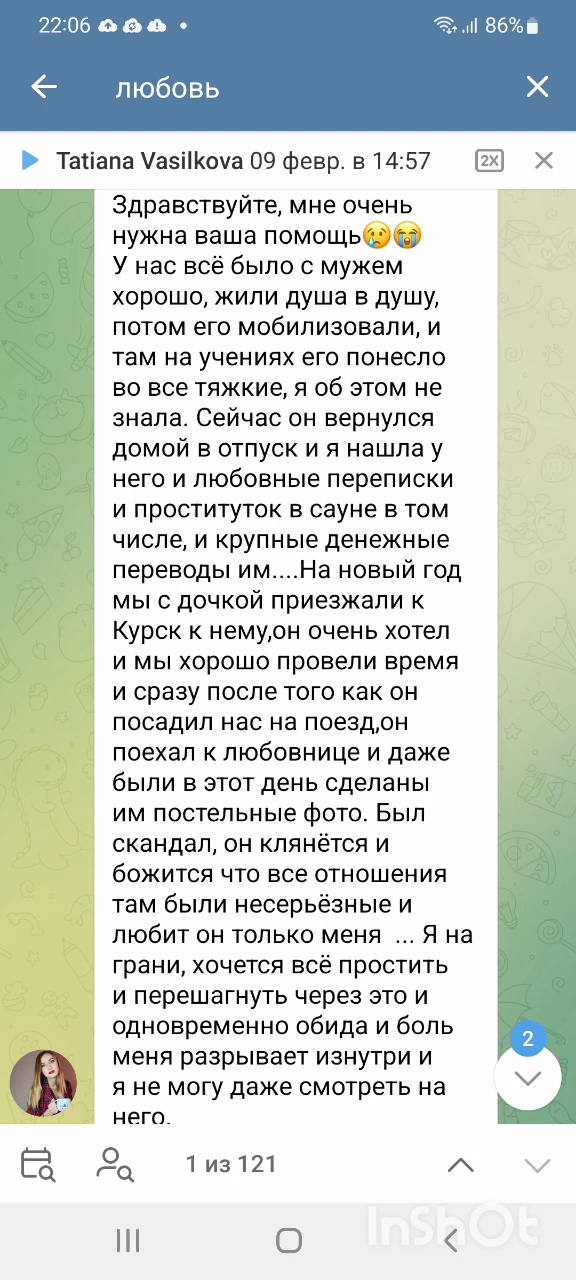 22:06
86%
любовь
Tatiana Vasilkova 09 февр. в 14:57
2X
Здравствуйте, мне очень
нужна ваша помощь😢😭
У нас всё было с мужем
хорошо, жили душа в душу,
потом его мобилизовали, и
там на учениях его понесло
во все тяжкие, я об этом не
знала. Сейчас он вернулся
домой в отпуск и я нашла у
него и любовные переписки
и проституток в сауне в том
числе, и крупные денежные
переводы им....На новый год
мы с дочкой приезжали к
Курск к нему,он очень хотел
и мы хорошо провели время
и сразу после того как он
посадил нас на поезд,он
поехал к любовнице и даже
были в этот день сделаны
им постельные фото. Был
скандал, он клянётся и
божится что все отношения
там были несерьёзные и
любит он только меня ... Я на
грани, хочется всё простить
и перешагнуть через это и
одновременно обида и боль
меня разрывает изнутри и
я не могу даже смотреть на
него.
2
1 из 121
InShOt